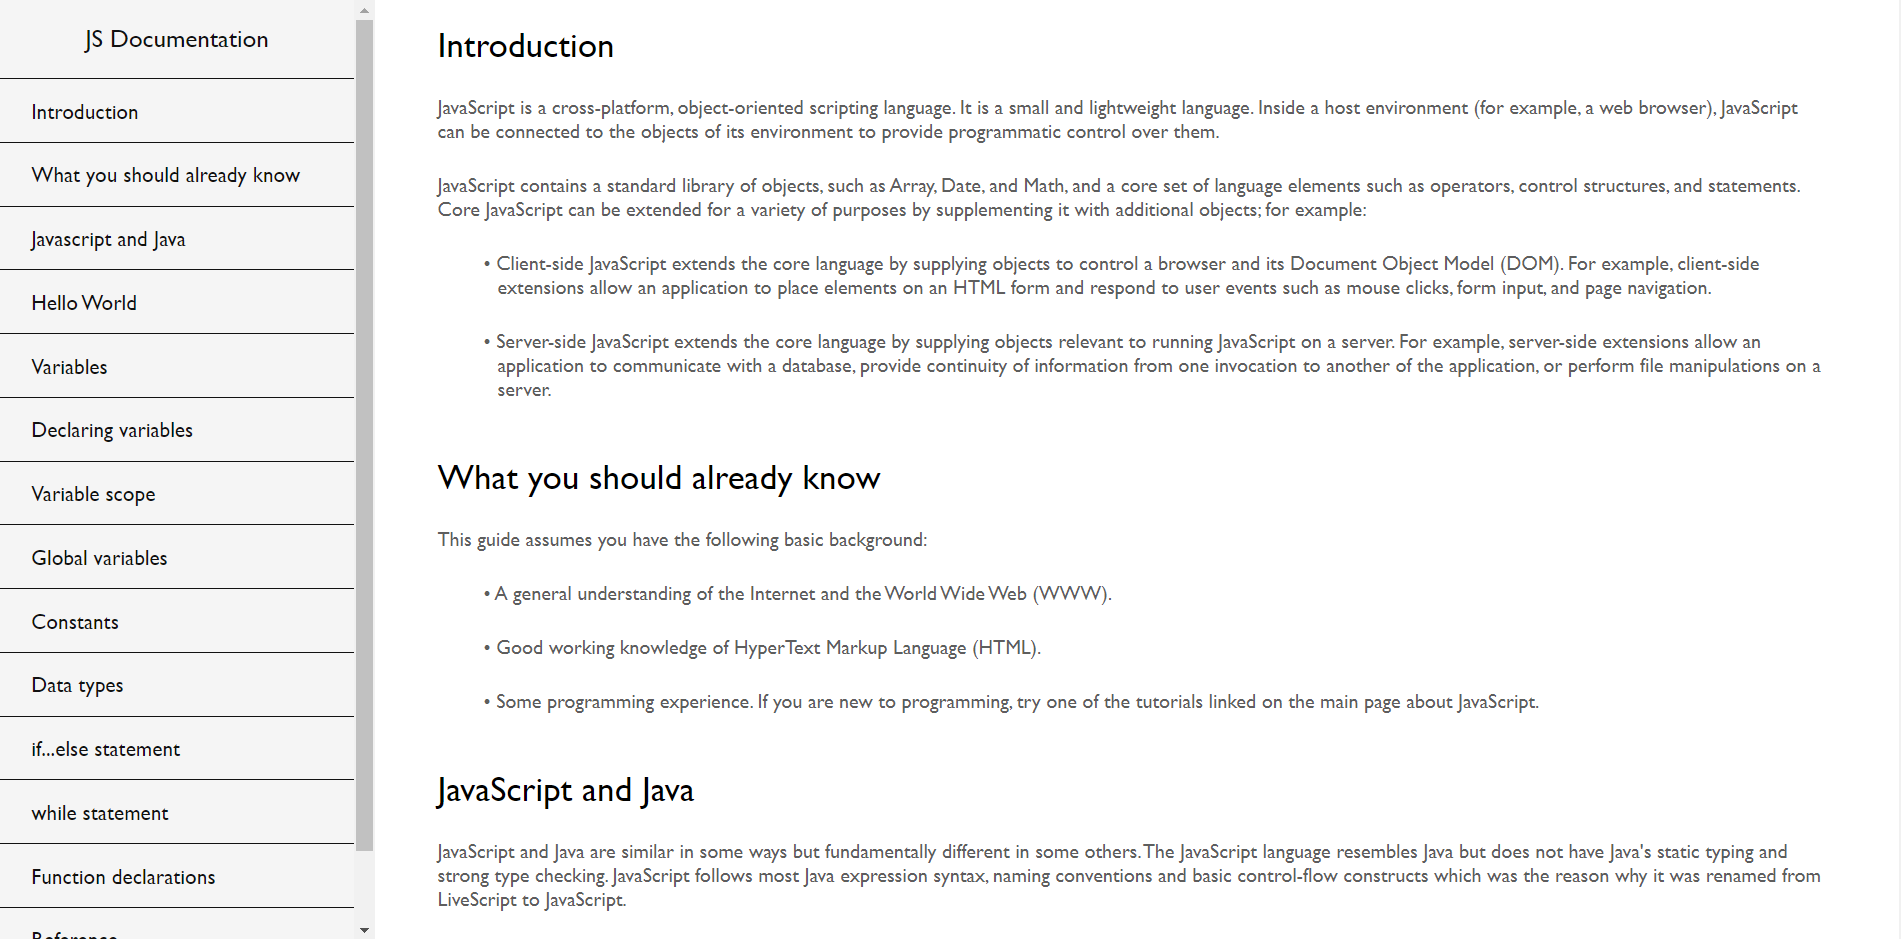 JS Documentation
Introduction
What you should already know
Javascript and Java
Hello World
Variables
Declaring variables
Variable scope
Global variables
Constants
Data types
if...else statement
while statement
Function declarations
Reference
Introduction
JavaScript is a cross-platform, object-oriented scripting language. It is a small and lightweight language. Inside a host environment (for example, a web browser), JavaScript
can be connected to the objects of its environment to provide programmatic control over them.
JavaScript contains a standard library of objects, such as Array, Date, and Math, and a core set of language elements such as operators, control structures, and statements.
Core JavaScript can be extended for a variety of purposes by supplementing it with additional objects; for example:
• Client-side JavaScript extends the core language by supplying objects to control a browser and its Document Object Model (DOM). For example, client-side
extensions allow an application to place elements on an HTML form and respond to user events such as mouse clicks, form input, and page navigation.
• Server-side JavaScript extends the core language by supplying objects relevant to running JavaScript on a server. For example, server-side extensions allow an
application to communicate with a database, provide continuity of information from one invocation to another of the application, or perform file manipulations on a
server.
What you should already know
This guide assumes you have the following basic background:
• A general understanding of the Internet and the World Wide Web (WWW).
• Good working knowledge of HyperText Markup Language (HTML).
• Some programming experience. If you are new to programming, try one of the tutorials linked on the main page about JavaScript.
JavaScript and Java
JavaScript and Java are similar in some ways but fundamentally different in some others. The JavaScript language resembles Java but does not have Java's static typing and
strong type checking. JavaScript follows most Java expression syntax, naming conventions and basic control-flow constructs which was the reason why it was renamed from
LiveScript to JavaScript.